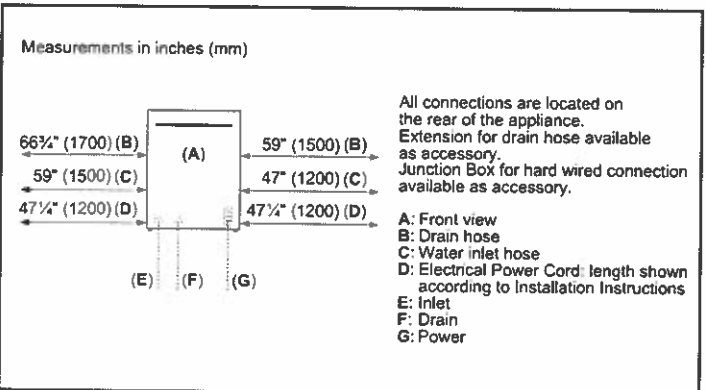 Measurements in inches (mm)
66¾" (1700) (B)
59" (1500) (C)
47¼" (1200) (D)
(A)
59" (1500) (B)
47" (1200) (C)
47¼" (1200) (D)
(E)
(F)
(G)
All connections are located on
the rear of the appliance.
Extension for drain hose available
as accessory.
Junction Box for hard wired connection
available as accessory.
A: Front view
B: Drain hose
C: Water inlet hose
D: Electrical Power Cord: length shown
according to Installation Instructions
E: Inlet
F: Drain
G: Power